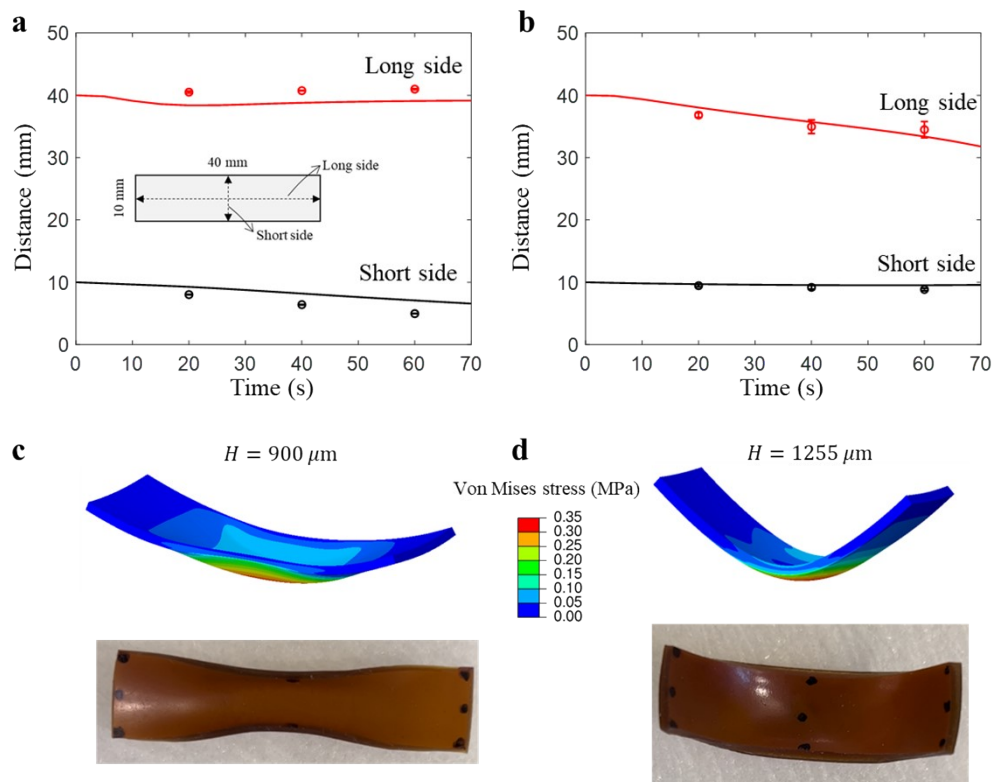 a
50
40
30
20
10
0
Distance (mm)
Long side
40 mm
10 mm
Long side
Short side
Short side
0 10 20 30 40 50 60 70
Time (s)
b
50
40
30
20
10
0
Distance (mm)
Long side
Short side
0 10 20 30 40 50 60 70
Time (s)
c
H = 900 μm
d
H = 1255 μm
Von Mises stress (MPa)
0.35
0.30
0.25
0.20
0.15
0.10
0.05
0.00